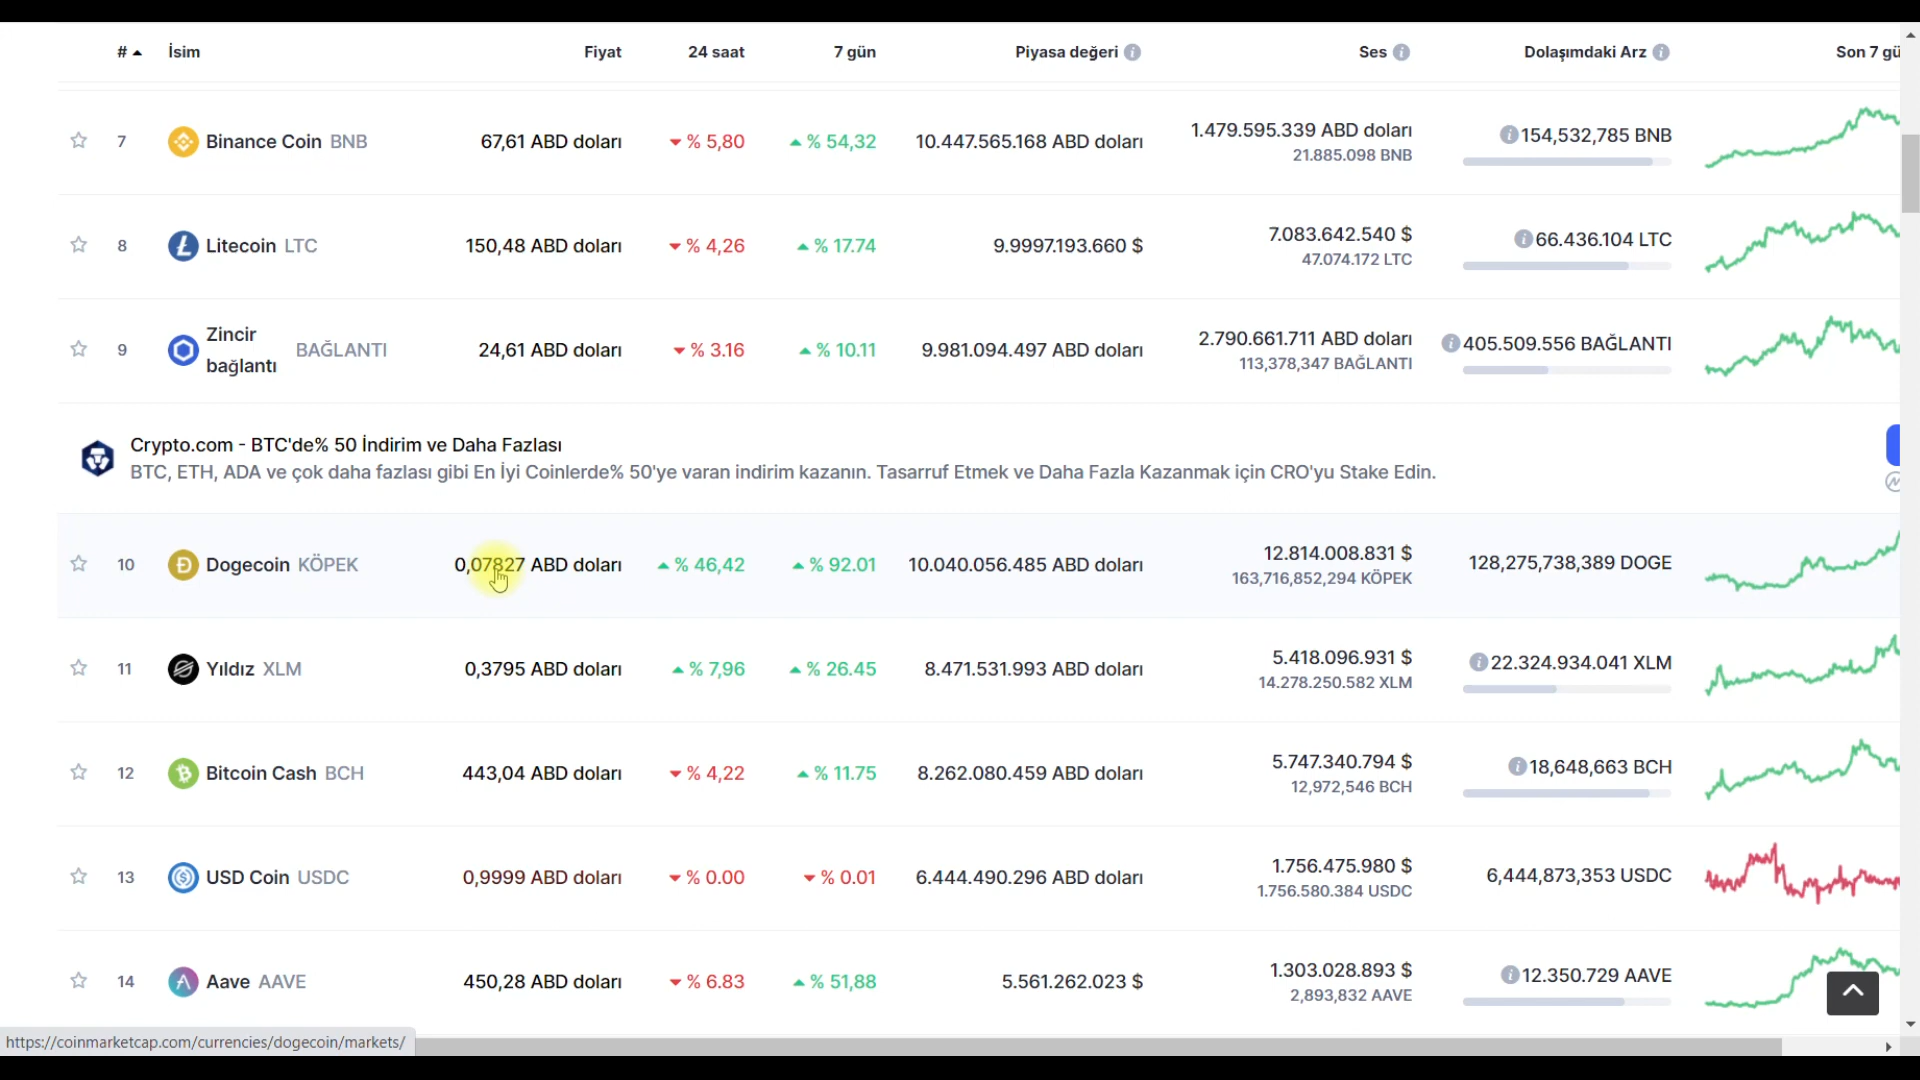 # İsim Fiyat 24 saat 7 gün Piyasa değeri Ses Dolaşımdaki Arz Son 7 gü
7 Binance Coin BNB 67,61 ABD doları % 5,80 % 54,32 10.447.565.168 ABD doları 1.479.595.339 ABD doları 154,532,785 BNB
21.885.098 BNB
8 Litecoin LTC 150,48 ABD doları % 4,26 % 17.74 9.9997.193.660 $ 7.083.642.540 $ 66.436.104 LTC
47.074.172 LTC
9 Zincir
bağlantı BAĞLANTI 24,61 ABD doları % 3.16 % 10.11 9.981.094.497 ABD doları 2.790.661.711 ABD doları 405.509.556 BAĞLANTI
113,378,347 BAĞLANTI
Crypto.com - BTC'de% 50 İndirim ve Daha Fazlası
BTC, ETH, ADA ve çok daha fazlası gibi En İyi Coinlerde% 50'ye varan indirim kazanın. Tasarruf Etmek ve Daha Fazla Kazanmak için CRO'yu Stake Edin.
10 Dogecoin KÖPEK 0,07827 ABD doları % 46,42 % 92.01 10.040.056.485 ABD doları 12.814.008.831 $ 128,275,738,389 DOGE
163,716,852,294 KÖPEK
11 Yıldız XLM 0,3795 ABD doları % 7,96 % 26.45 8.471.531.993 ABD doları 5.418.096.931 $ 22.324.934.041 XLM
14.278.250.582 XLM
12 Bitcoin Cash BCH 443,04 ABD doları % 4,22 % 11.75 8.262.080.459 ABD doları 5.747.340.794 $ 18,648,663 BCH
12,972,546 BCH
13 USD Coin USDC 0,9999 ABD doları % 0.00 % 0.01 6.444.490.296 ABD doları 1.756.475.980 $ 6,444,873,353 USDC
1.756.580.384 USDC
14 Aave AAVE 450,28 ABD doları % 6.83 % 51,88 5.561.262.023 $ 1.303.028.893 $ 12.350.729 AAVE
2,893,832 AAVE
https://coinmarketcap.com/currencies/dogecoin/markets/